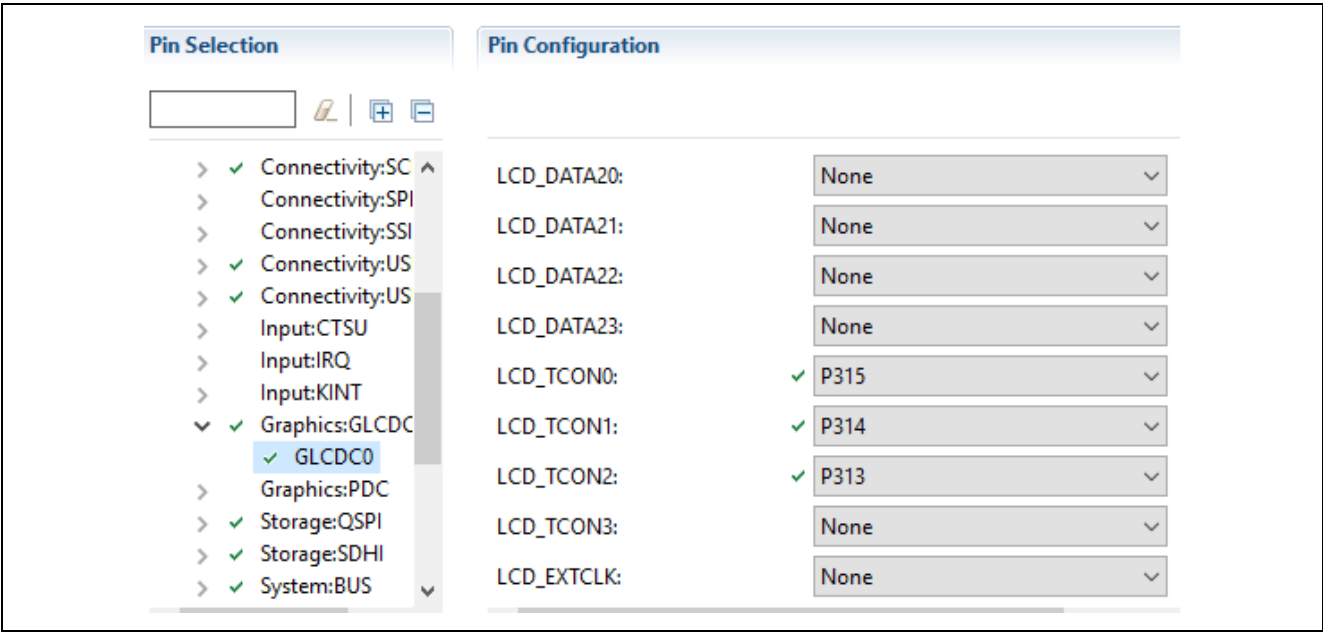 Pin Selection
Pin Configuration
Connectivity:SC
Connectivity:SPI
Connectivity:SSI
Connectivity:US
Connectivity:US
Input:CTSU
Input:IRQ
Input:KINT
Graphics:GLCDC
GLCDC0
Graphics:PDC
Storage:QSPI
Storage:SDHI
System:BUS
LCD_DATA20: None
LCD_DATA21: None
LCD_DATA22: None
LCD_DATA23: None
LCD_TCON0: P315
LCD_TCON1: P314
LCD_TCON2: P313
LCD_TCON3: None
LCD_EXTCLK: None